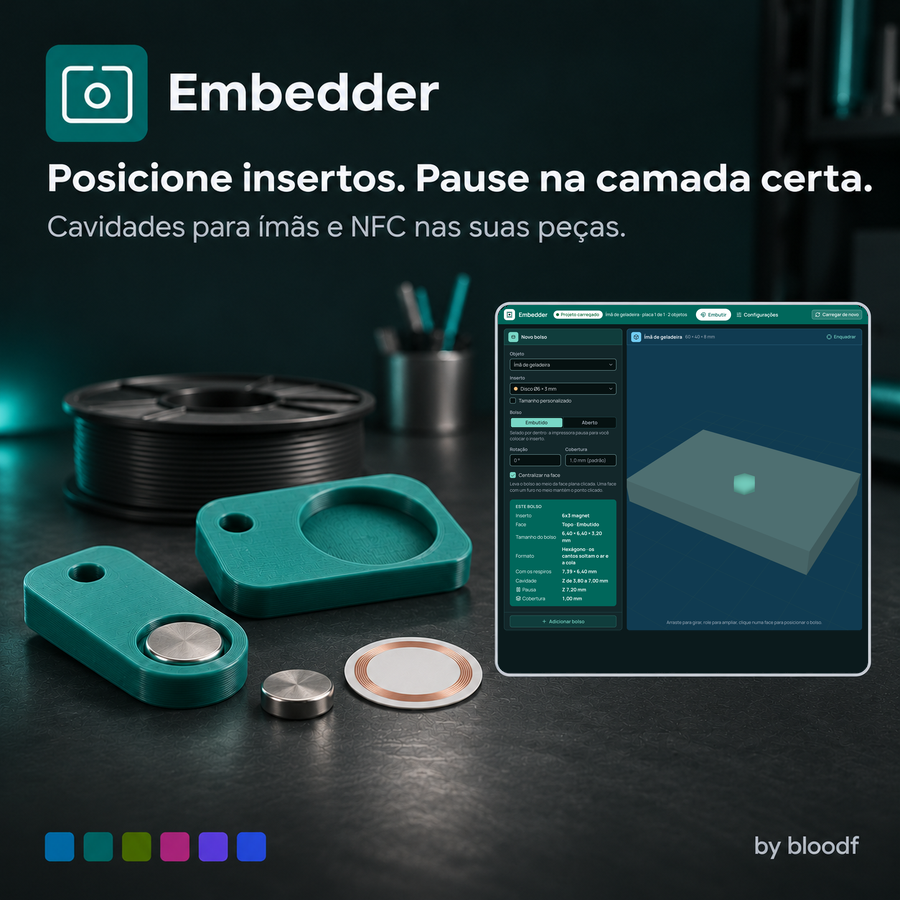 Embedder
Posicione insertos. Pause na camada certa.
Cavidades para ímãs e NFC nas suas peças.
Embedder
Projeto carregado
Ímã de geladeira · placa 1 de 1 · 2 objetos
Embutir
Configurações
Carregar de novo
Novo bolso
Objeto
Ímã de geladeira
Inserto
Disco Ø6 × 3 mm
Tamanho personalizado
Bolso
Embutido
Aberto
Selado por dentro: a impressora pausa para você
colocar o inserto.
Rotação
Cobertura
0°
1.0 mm (padrão)
Centralizar na face
Leva o bolso ao meio da face plana clicada. Uma face
com um furo no meio mantém o ponto clicado.
ESTE BOLSO
Inserto 6x3 magnet
Face Topo · Embutido
Tamanho do bolso 6,40 × 6,40 × 3,20
mm
Formato Hexágono · os
cantos soltam o ar e
a cola
Com os respiros 7,39 × 6,40 mm
Cavidade Z de 3,80 a 7,00 mm
Pausa Z 7,20 mm
Cobertura 1,00 mm
+ Adicionar bolso
Ímã de geladeira 60 × 40 × 8 mm
Enquadrar
Arraste para girar, role para ampliar, clique numa face para posicionar o bolso.
by bloodf